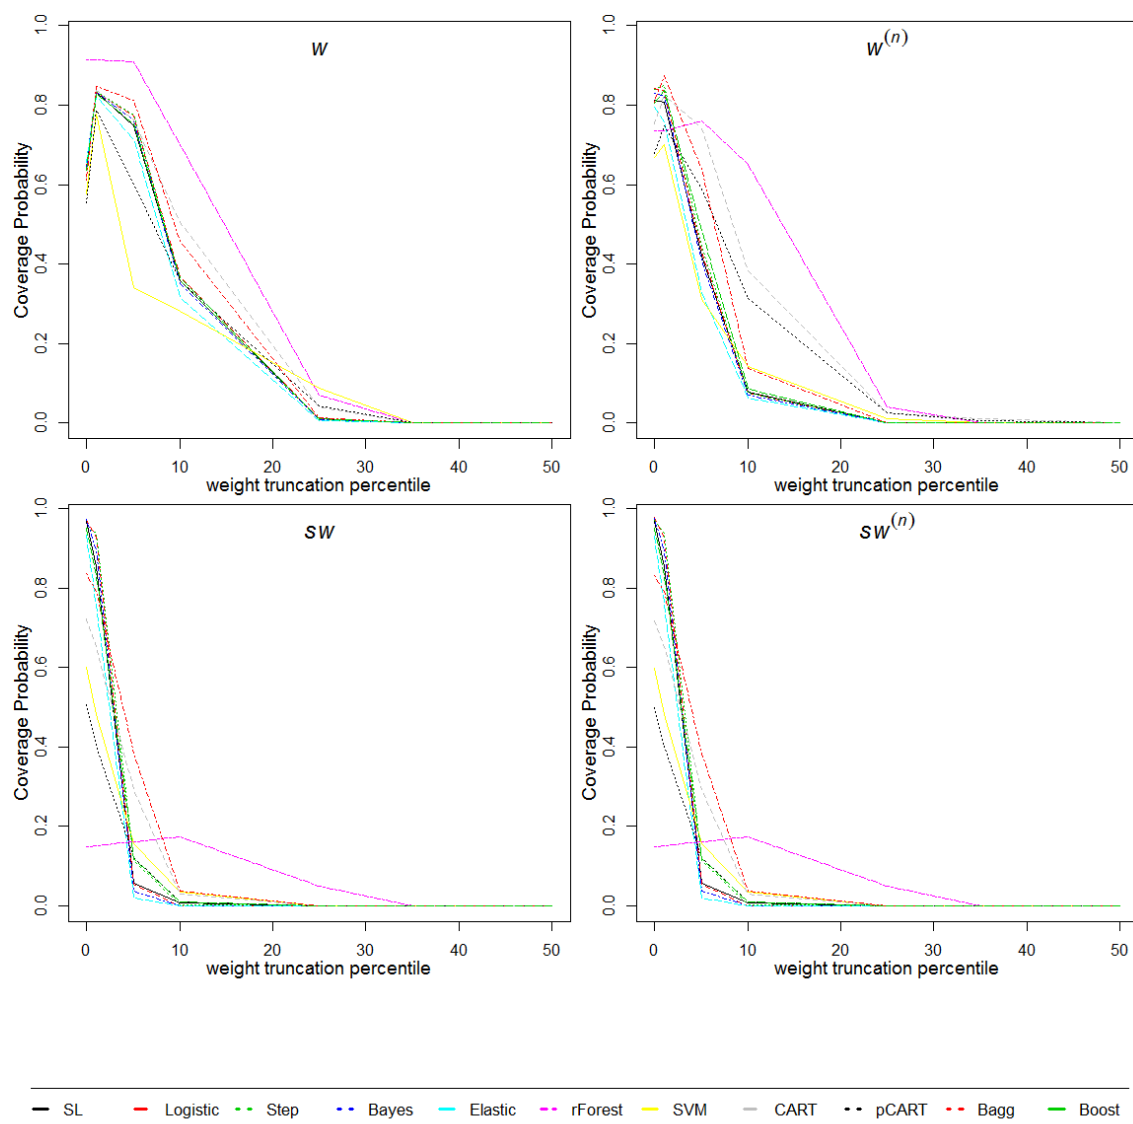 w
Coverage Probability
1.0
0.8
0.6
0.4
0.2
0.0
0 10 20 30 40 50
weight truncation percentile
w(n)
Coverage Probability
1.0
0.8
0.6
0.4
0.2
0.0
0 10 20 30 40 50
weight truncation percentile
sw
Coverage Probability
1.0
0.8
0.6
0.4
0.2
0.0
0 10 20 30 40 50
weight truncation percentile
sw(n)
Coverage Probability
1.0
0.8
0.6
0.4
0.2
0.0
0 10 20 30 40 50
weight truncation percentile
SL Logistic Step Bayes Elastic rForest SVM CART pCART Bagg Boost